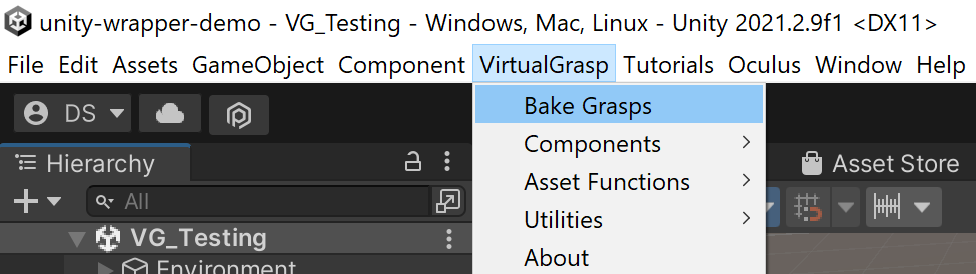 unity-wrapper-demo - VG_Testing - Windows, Mac, Linux - Unity 2021.2.9f1 <DX11>
File Edit Assets GameObject Component VirtualGrasp Tutorials Oculus Window Help
DS
Bake Grasps
Hierarchy
Components
Asset Store
All
Asset Functions
Utilities
VG_Testing
About
Environment